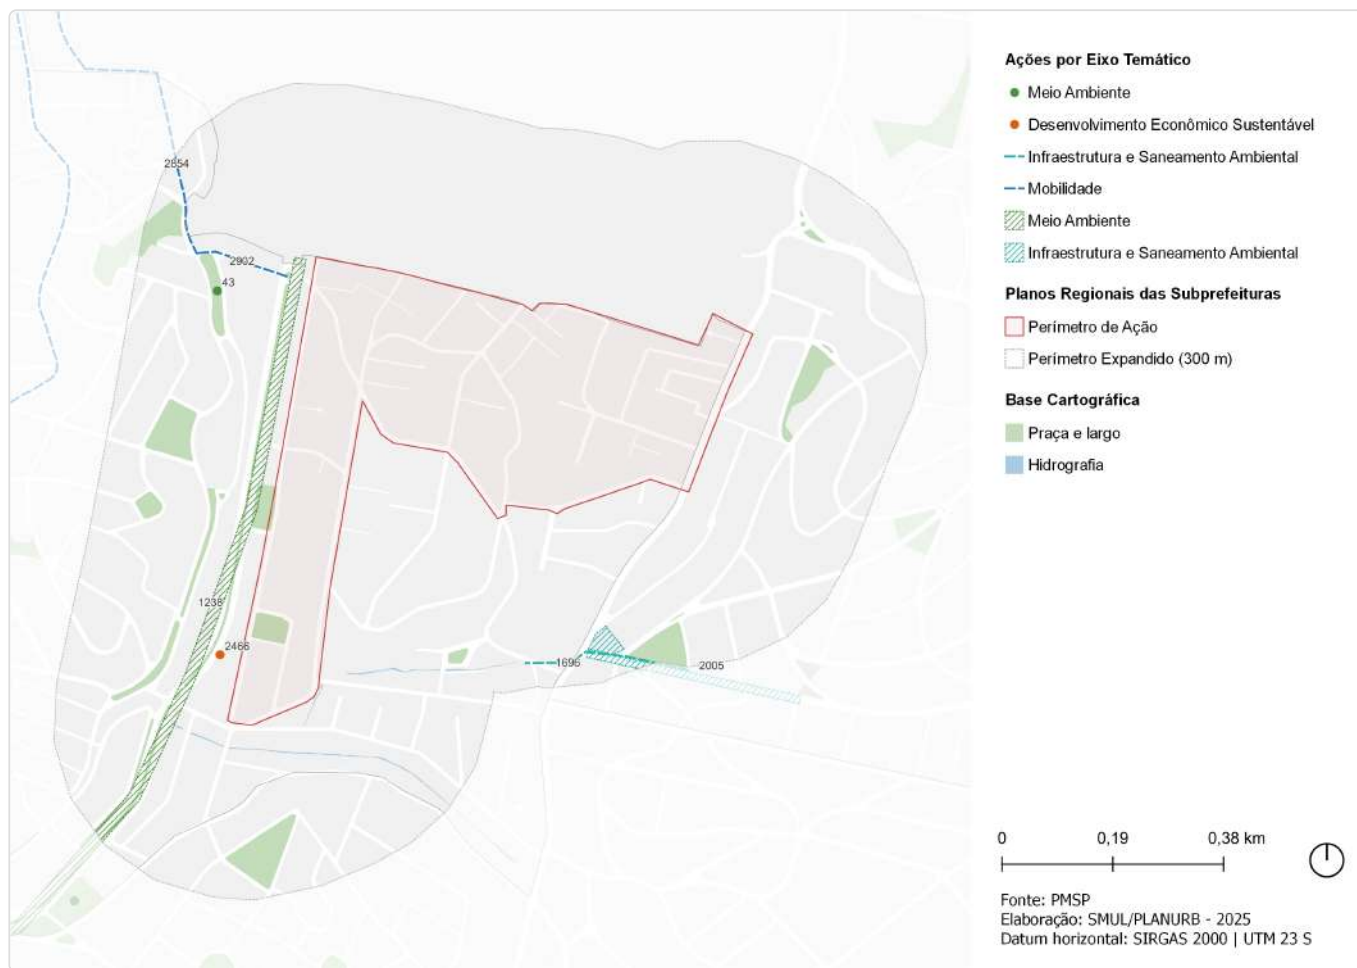 2854
2902
43
1238
2466
1696
2005
Ações por Eixo Temático
Meio Ambiente
Desenvolvimento Econômico Sustentável
Infraestrutura e Saneamento Ambiental
Mobilidade
Meio Ambiente
Infraestrutura e Saneamento Ambiental
Planos Regionais das Subprefeituras
Perímetro de Ação
Perímetro Expandido (300 m)
Base Cartográfica
Praça e largo
Hidrografia
0 0,19 0,38 km
Fonte: PMSP
Elaboração: SMUL/PLANURB - 2025
Datum horizontal: SIRGAS 2000 | UTM 23 S